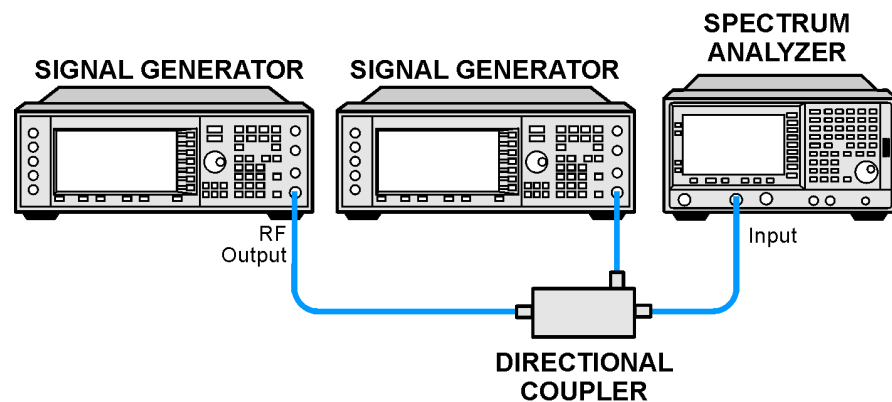 SPECTRUM
ANALYZER
SIGNAL GENERATOR
SIGNAL GENERATOR
RF
Output
Input
DIRECTIONAL
COUPLER